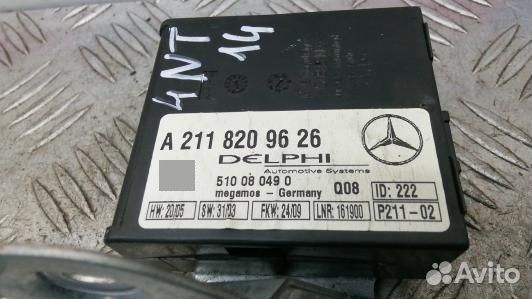 4NT
14
A 211 820 96 26
DELPHI
Automotive Systems
51 08 049 0 Q08 ID: 222
megamos - Germany
HW: 20/05 SW: 31/03 FKW: 24/09 LNR: 161900 P211-02
Avito